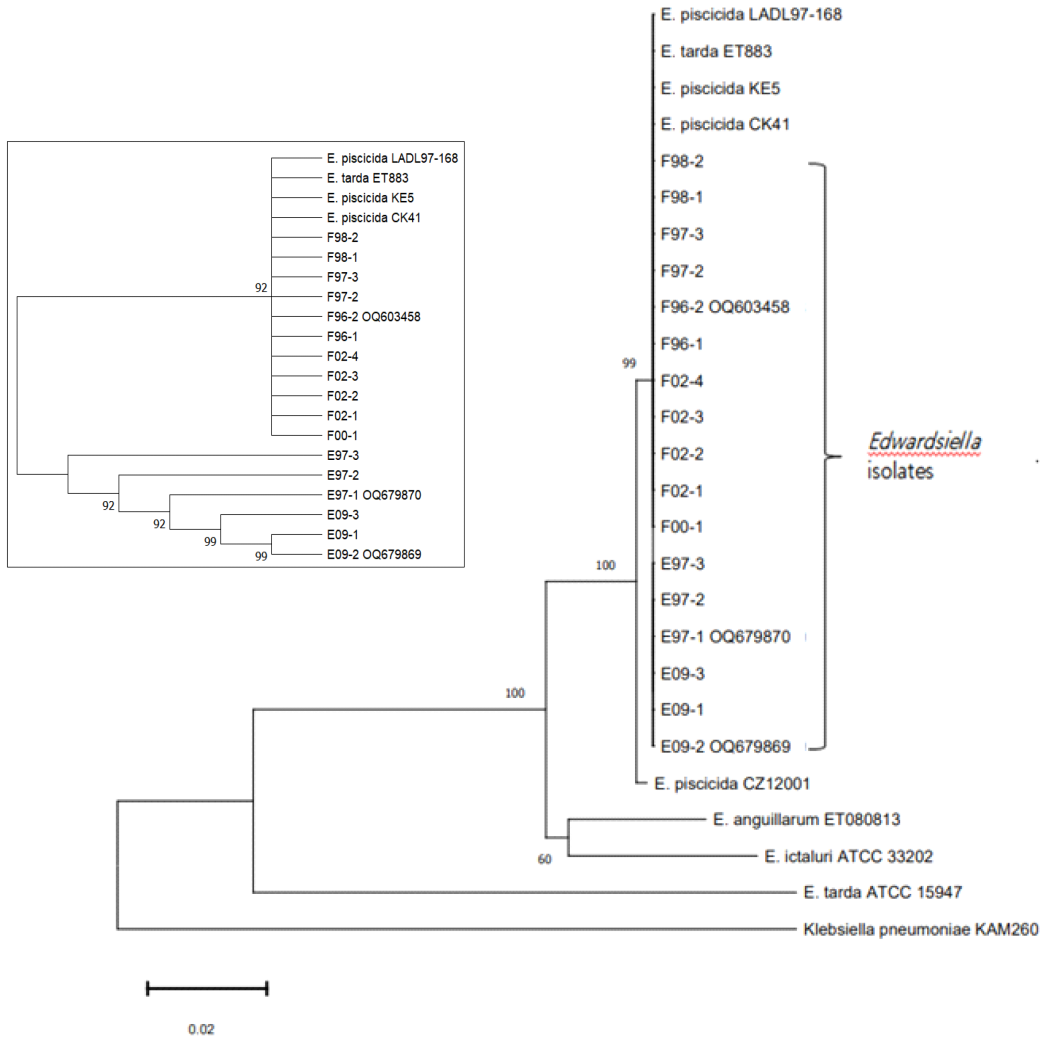 E. piscicida LADL97-168
E. tarda ET883
E. piscicida KE5
E. piscicida CK41
F98-2
F98-1
F97-3
F97-2
F96-2 OQ603458
F96-1
F02-4
F02-3
F02-2
F02-1
F00-1
E97-3
E97-2
E97-1 OQ679870
E09-3
E09-1
E09-2 OQ679869
92
92
92
99
99
E. piscicida LADL97-168
E. tarda ET883
E. piscicida KE5
E. piscicida CK41
F98-2
F98-1
F97-3
F97-2
F96-2 OQ603458
F96-1
F02-4
F02-3
F02-2
F02-1
F00-1
E97-3
E97-2
E97-1 OQ679870
E09-3
E09-1
E09-2 OQ679869
E. piscicida CZ12001
E. anguillarum ET080813
E. ictaluri ATCC 33202
E. tarda ATCC 15947
Klebsiella pneumoniae KAM260
99
100
100
60
Edwardsiella
isolates
0.02